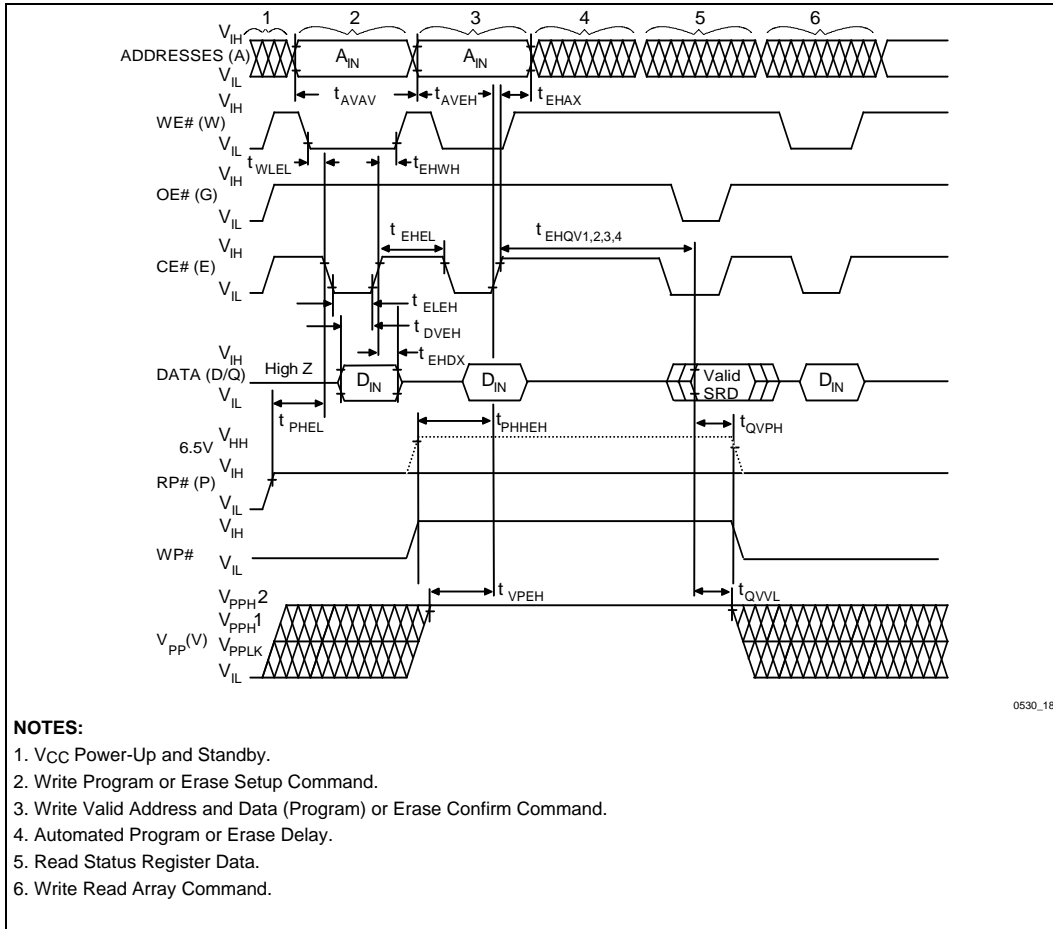 1 2 3 4 5 6
VIH
ADDRESSES (A) AIN AIN
VIL
tAVAV tAVEH tEHAX
VIH
WE# (W)
VIL
tWLEL tEHWH
VIH
OE# (G)
VIL
tEHEL tEHQV1,2,3,4
VIH
CE# (E)
VIL
tELEH
tDVEH
tEHDX
VIH
DATA (D/Q) High Z DIN DIN Valid SRD DIN
VIL
tPHEL tPHHEH tQVPH
6.5V VHH
VIH
RP# (P)
VIL
VIH
WP#
VIL
tVPEH tQVVL
VPPH2
VPPH1
VPP(V) VPPLK
VIL
0530_18
NOTES:
1. VCC Power-Up and Standby.
2. Write Program or Erase Setup Command.
3. Write Valid Address and Data (Program) or Erase Confirm Command.
4. Automated Program or Erase Delay.
5. Read Status Register Data.
6. Write Read Array Command.